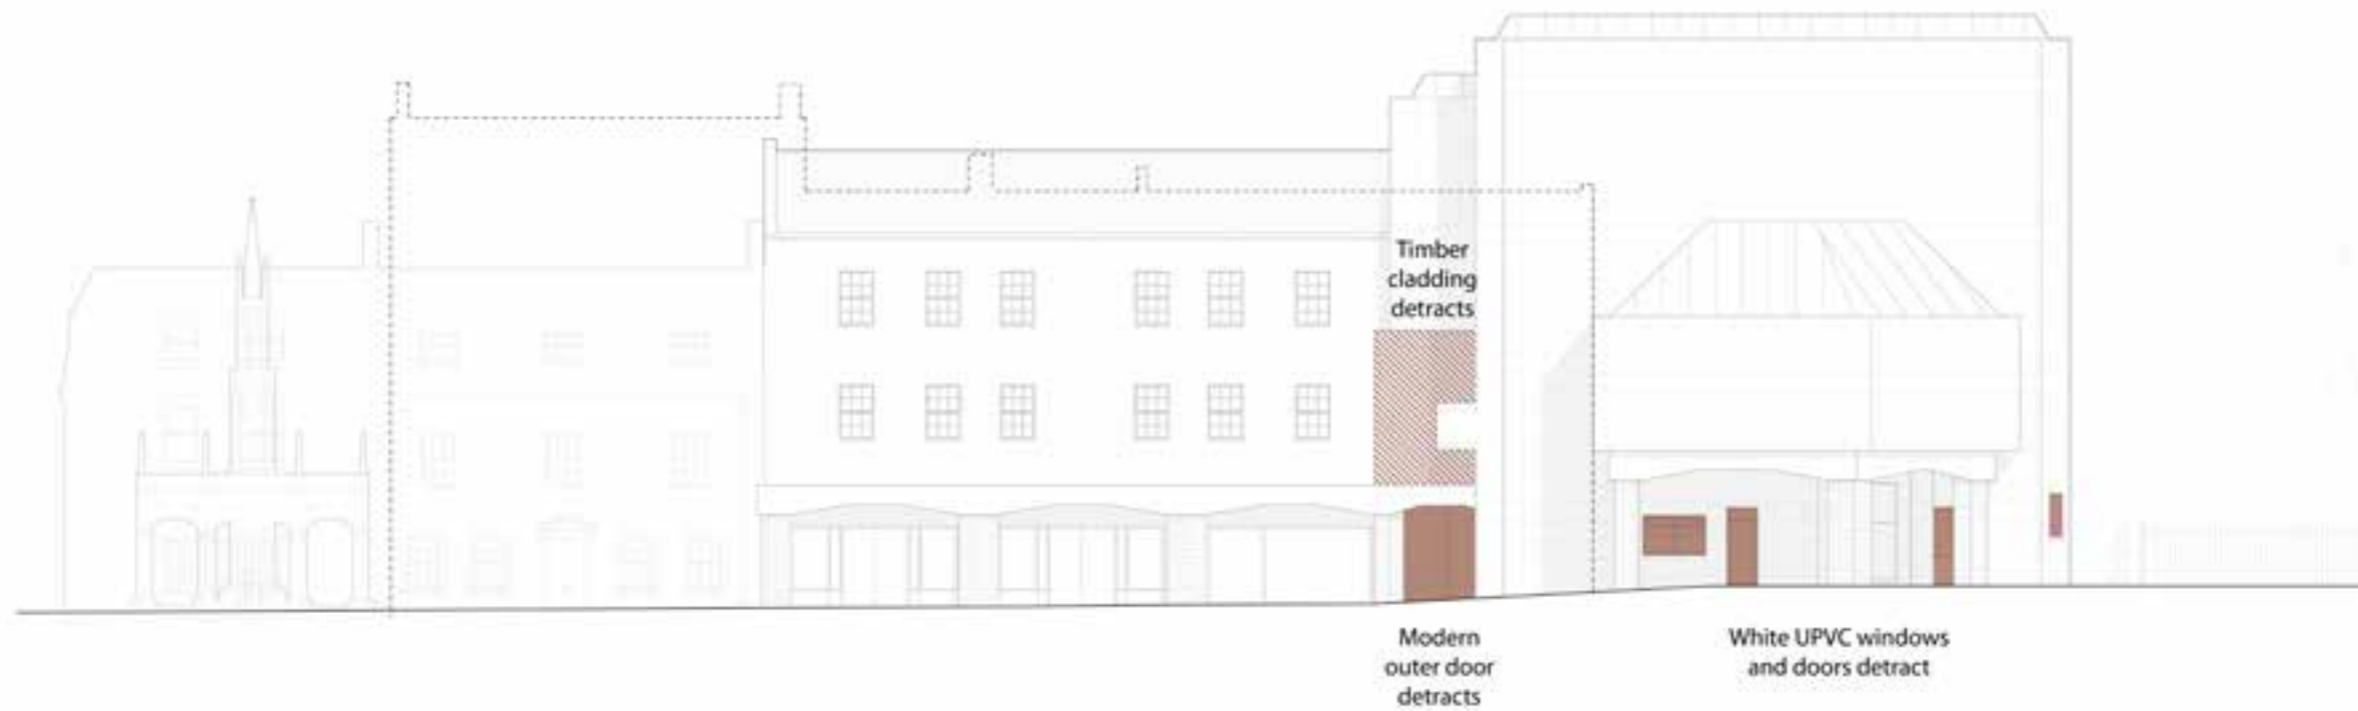 Timber
cladding
detracts
Modern
outer door
detracts
White UPVC windows
and doors detract